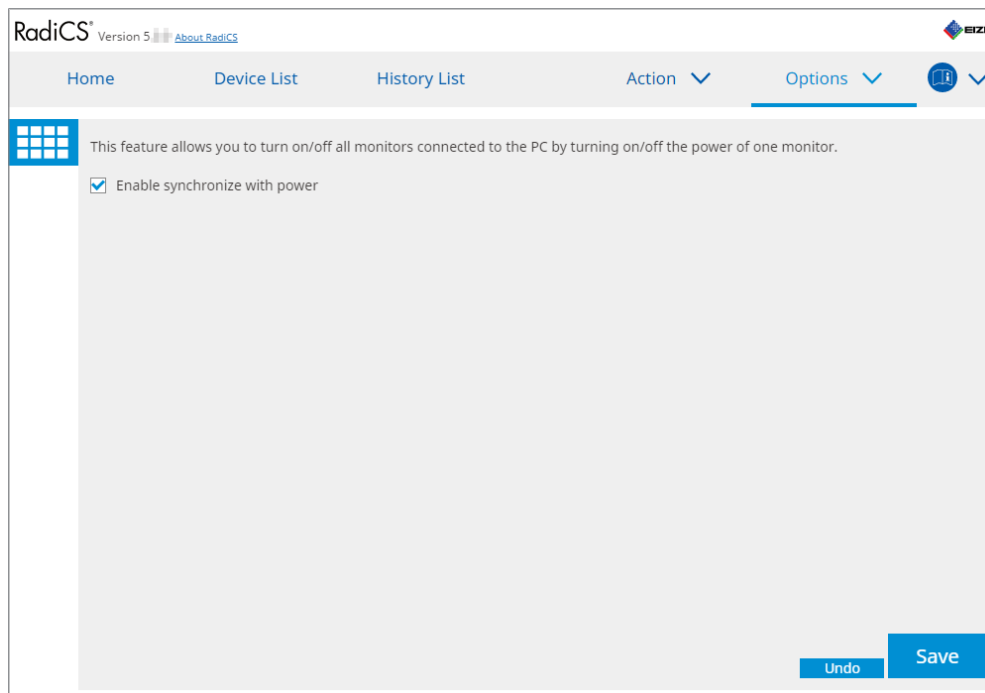 RadiCS® Version 5. About RadiCS
Home Device List History List Action Options
This feature allows you to turn on/off all monitors connected to the PC by turning on/off the power of one monitor.
Enable synchronize with power
Undo Save